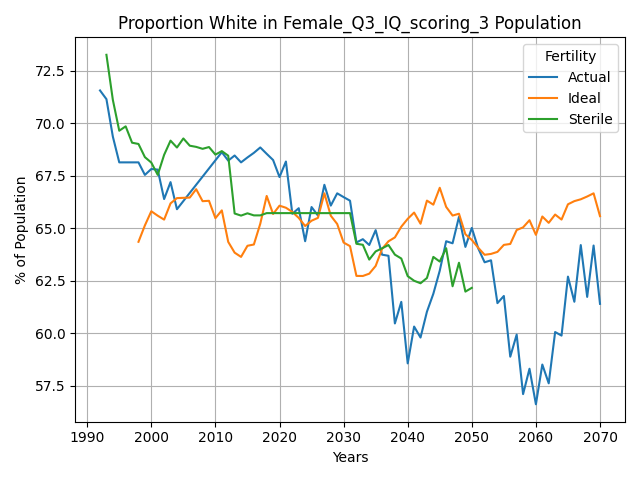 Proportion White in Female_Q3_IQ_scoring_3 Population
Fertility
Actual
Ideal
Sterile
% of Population
72.5
70.0
67.5
65.0
62.5
60.0
57.5
1990
2000
2010
2020
2030
2040
2050
2060
2070
Years